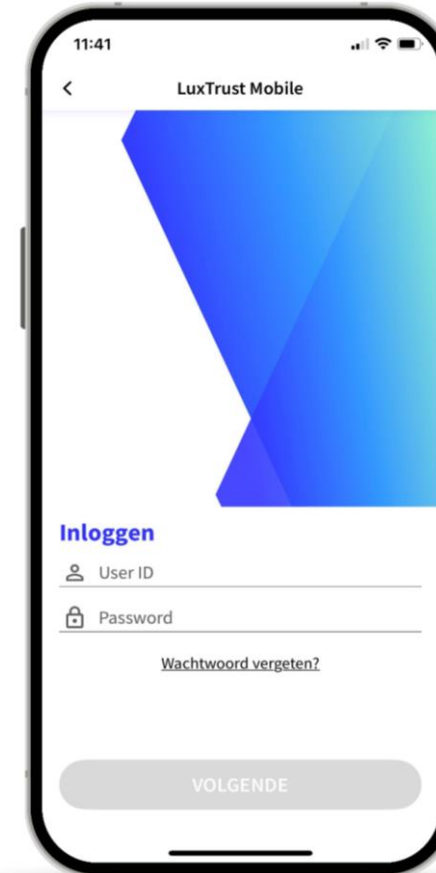 11:41
LuxTrust Mobile
Inloggen
User ID
Password
Wachtwoord vergeten?
VOLGENDE